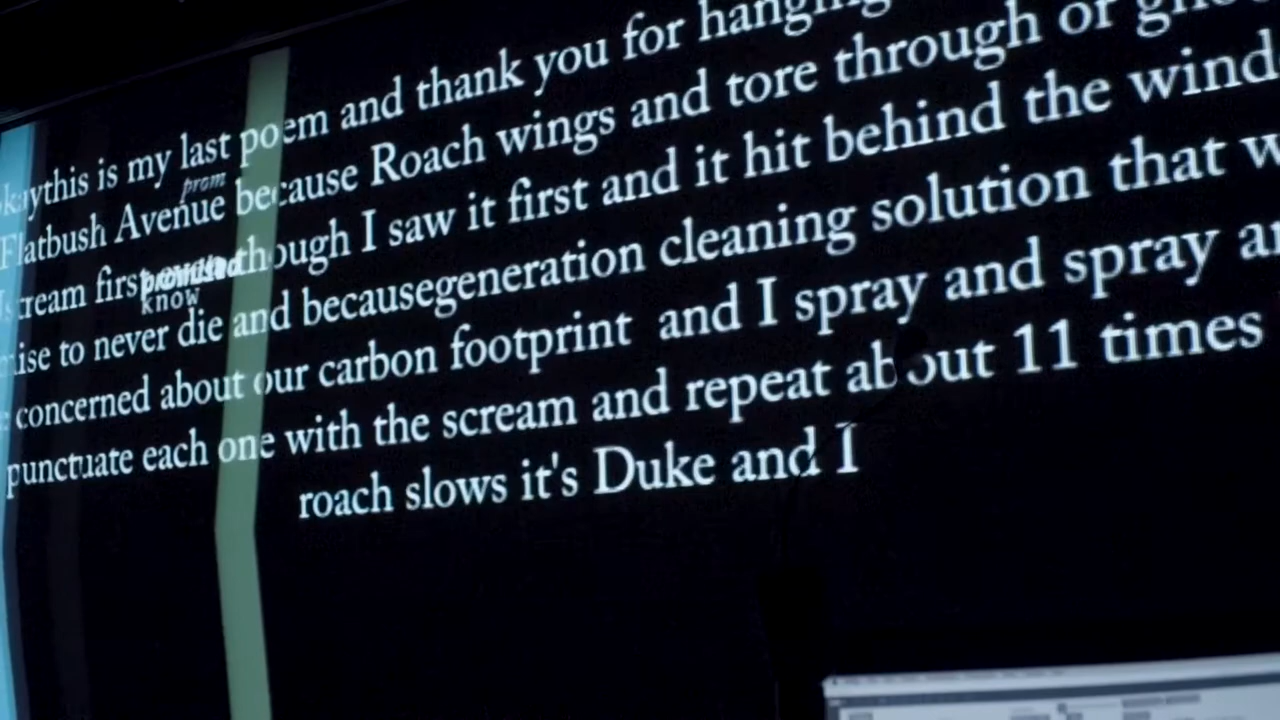 this is my last poem and thank you for hanging
prom
Flatbush Avenue because Roach wings and tore through or
scream first though I saw it first and it hit behind the
know
to never die and becausegeneration cleaning solution that
concerned about our carbon footprint and I spray and spray
punctuate each one with the scream and repeat about 11 times
roach slows it's Duke and I